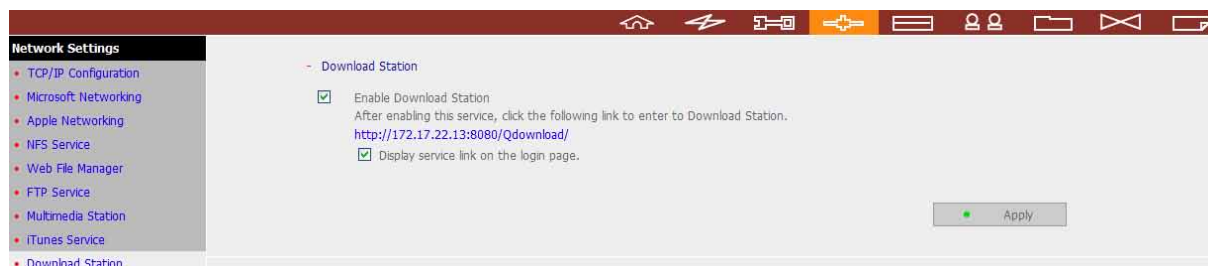 Network Settings
• TCP/IP Configuration
• Microsoft Networking
• Apple Networking
• NFS Service
• Web File Manager
• FTP Service
• Multimedia Station
• iTunes Service
• Download Station
- Download Station
Enable Download Station
After enabling this service, click the following link to enter to Download Station.
http://172.17.22.13:8080/Qdownload/
Display service link on the login page.
Apply